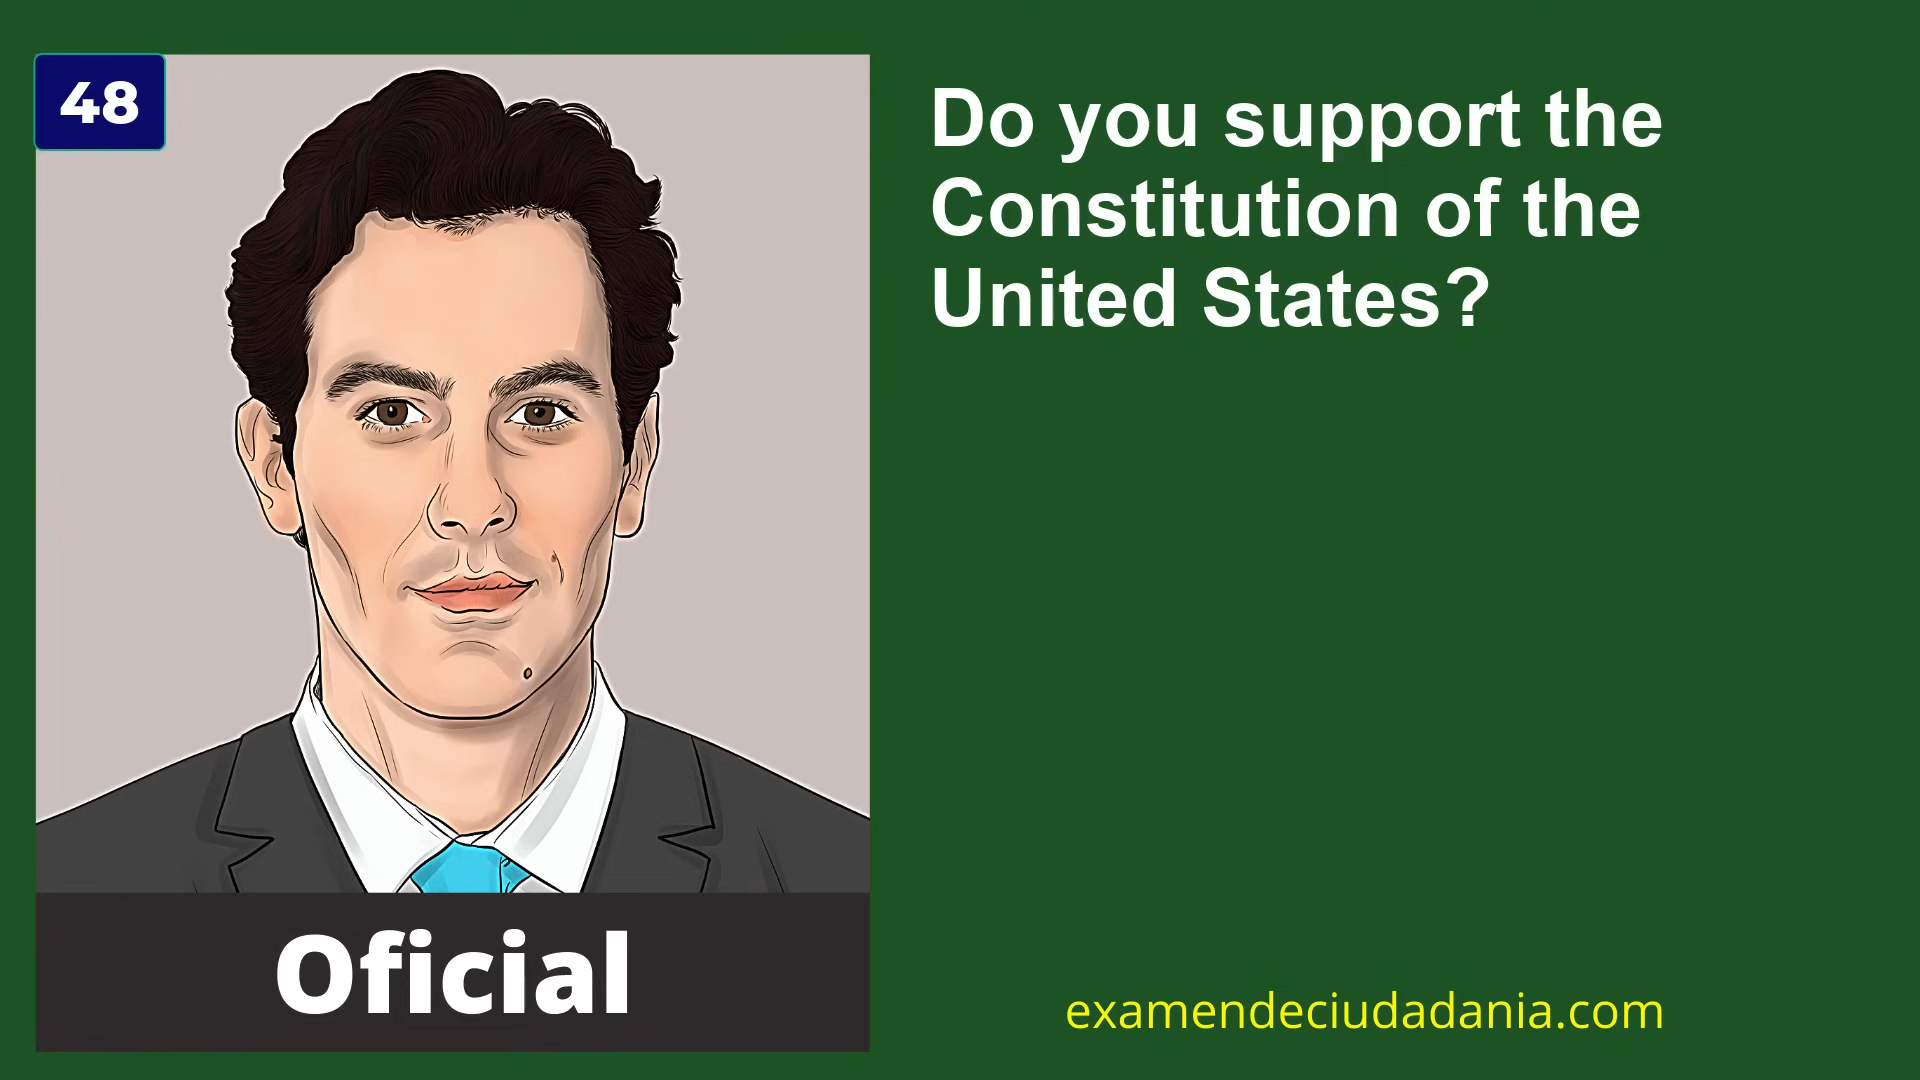 48
Do you support the
Constitution of the
United States?
Oficial
examendeciudadania.com